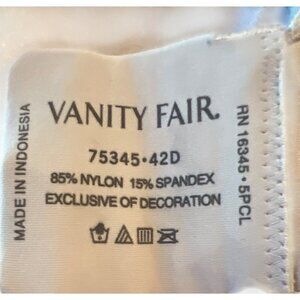 VANITY FAIR.
75345•42D
85% NYLON 15% SPANDEX
EXCLUSIVE OF DECORATION
MADE IN INDONESIA
RN 16345 • 5PCL